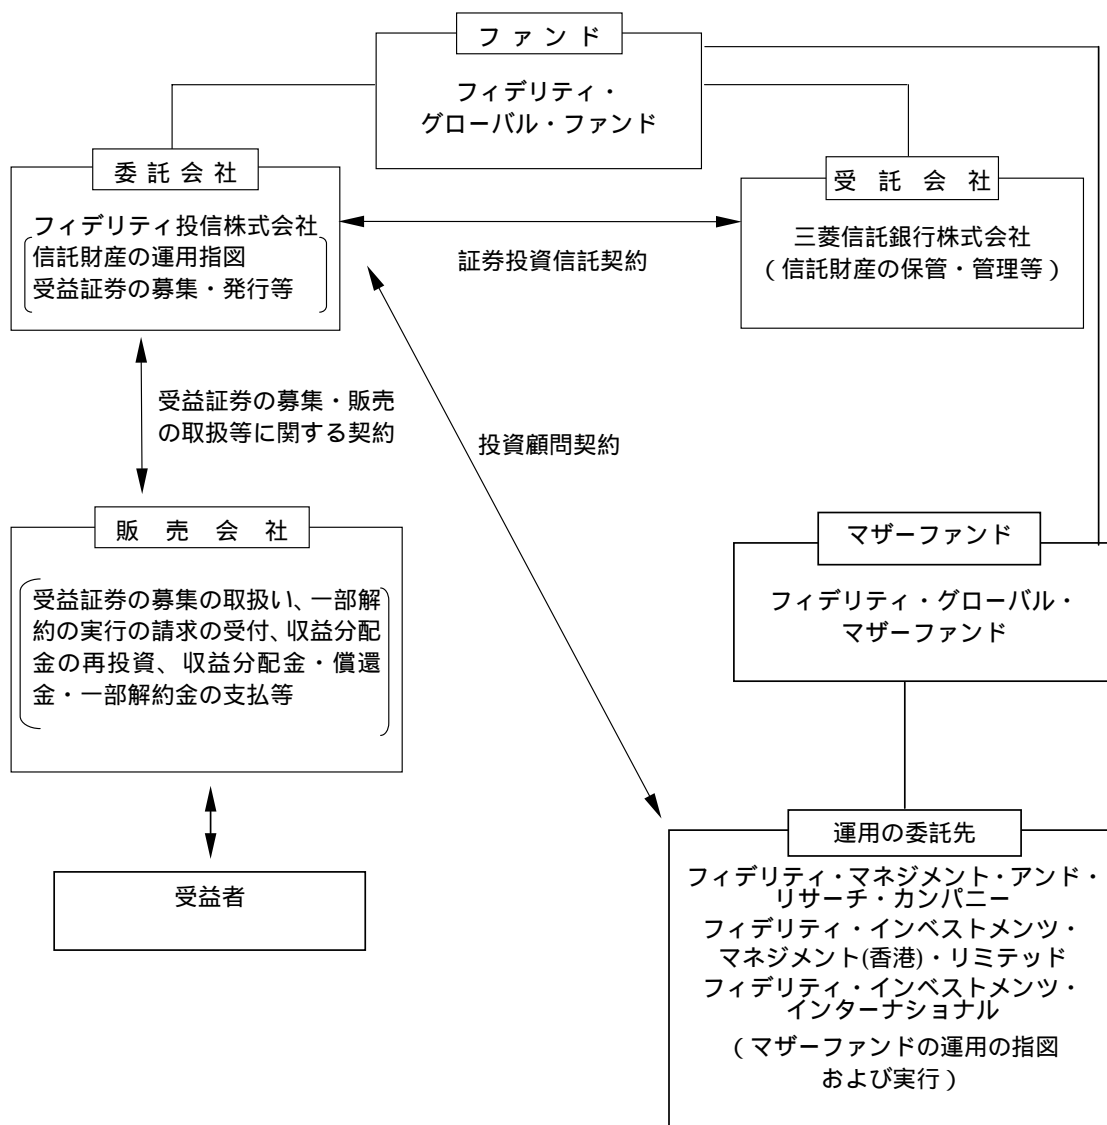 ファンド
フィデリティ・
グローバル・ファンド
委託会社
フィデリティ投信株式会社
信託財産の運用指図
受益証券の募集・発行等
証券投資信託契約
受託会社
三菱信託銀行株式会社
(信託財産の保管・管理等)
受益証券の募集・販売
の取扱等に関する契約
投資顧問契約
販売会社
受益証券の募集の取扱い、一部解
約の実行の請求の受付、収益分配
金の再投資、収益分配金・償還
金・一部解約金の支払等
マザーファンド
フィデリティ・グローバル・
マザーファンド
受益者
運用の委託先
フィデリティ・マネジメント・アンド・
リサーチ・カンパニー
フィデリティ・インベストメンツ・
マネジメント(香港)・リミテッド
フィデリティ・インベストメンツ・
インターナショナル
(マザーファンドの運用の指図
および実行)